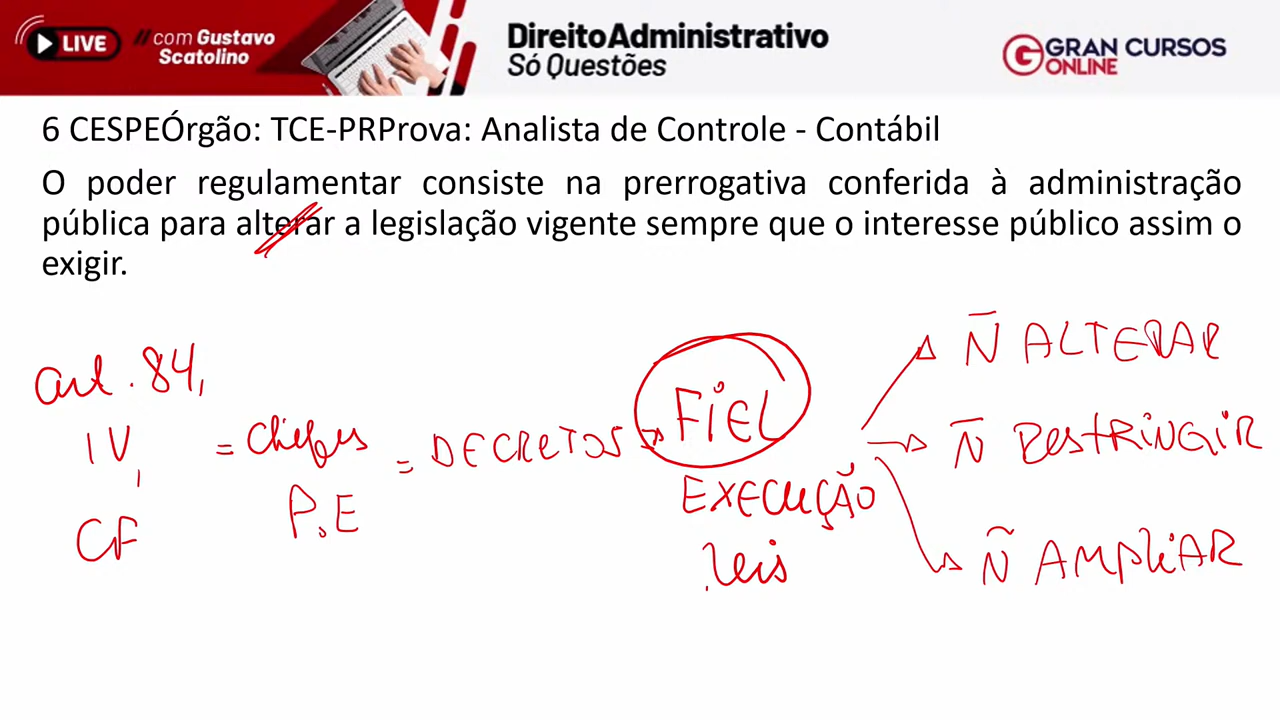 LIVE
// com Gustavo
Scatolino
DireitoAdministrativo
Só Questões
GRAN CURSOS
ONLINE
6 CESPEÓrgão: TCE-PRProva: Analista de Controle - Contábil
O poder regulamentar consiste na prerrogativa conferida à administração
pública para alterar a legislação vigente sempre que o interesse público assim o
exigir.
art. 84,
IV,
CF
= Chefes
P.E
= DECRETOS
FIEL
EXECUÇÃO
leis
Ñ ALTERAR
Ñ RESTRINGIR
Ñ AMPLIAR